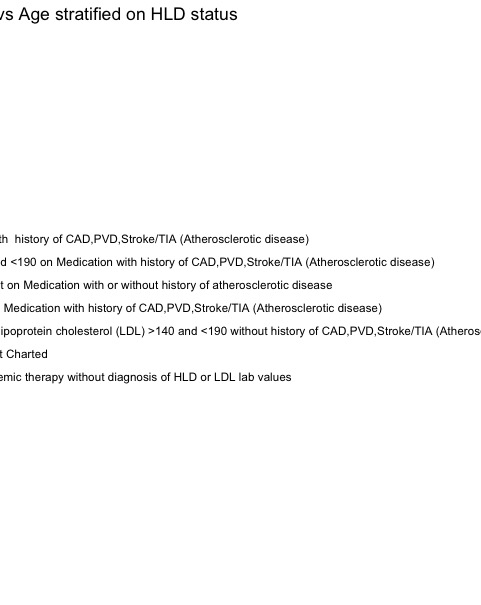 vs Age stratified on HLD status
th  history of CAD,PVD,Stroke/TIA (Atherosclerotic disease)
d <190 on Medication with history of CAD,PVD,Stroke/TIA (Atherosclerotic disease)
t on Medication with or without history of atherosclerotic disease
Medication with history of CAD,PVD,Stroke/TIA (Atherosclerotic disease)
ipoprotein cholesterol (LDL) >140 and <190 without history of CAD,PVD,Stroke/TIA (Atheros
t Charted
emic therapy without diagnosis of HLD or LDL lab values